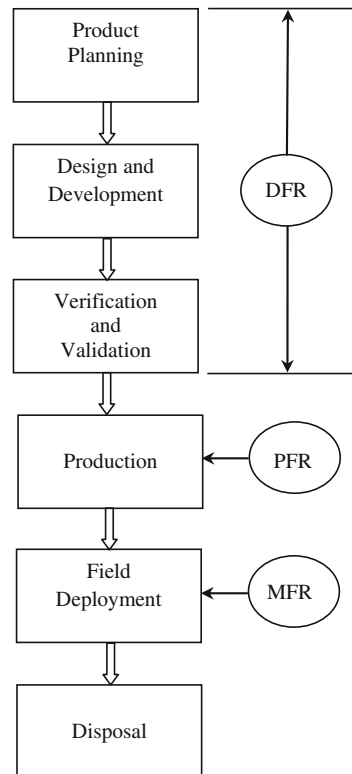 Product
Planning
Design and
Development
DFR
Verification
and
Validation
Production
PFR
Field
Deployment
MFR
Disposal